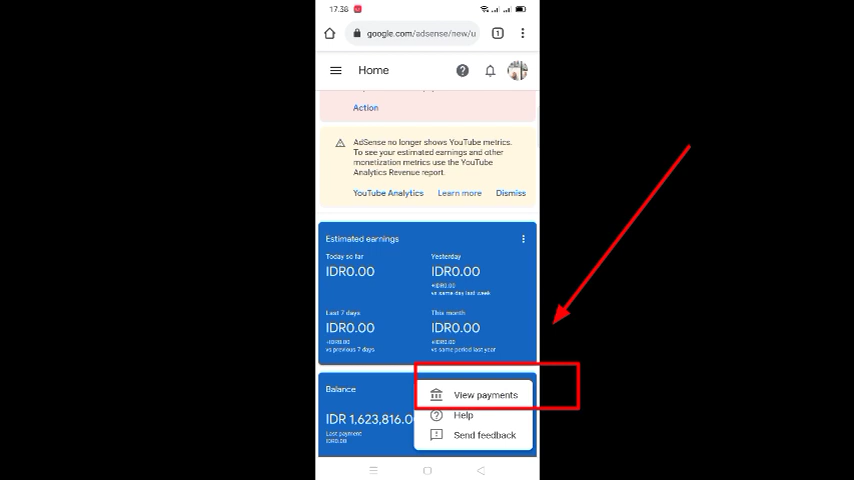 17.38
google.com/adsense/new/u
1
Home
Action
AdSense no longer shows YouTube metrics.
To see your estimated earnings and other
monetization metrics use the YouTube
Analytics Revenue report.
YouTube Analytics Learn more Dismiss
Estimated earnings
Today so far Yesterday
IDR0.00 IDR0.00
vs same day last week
Last 7 days This month
IDR0.00 IDR0.00
vs previous 7 days vs same period last year
Balance
View payments
IDR 1,623,816.0
Help
Last payment
IDR0.00
Send feedback